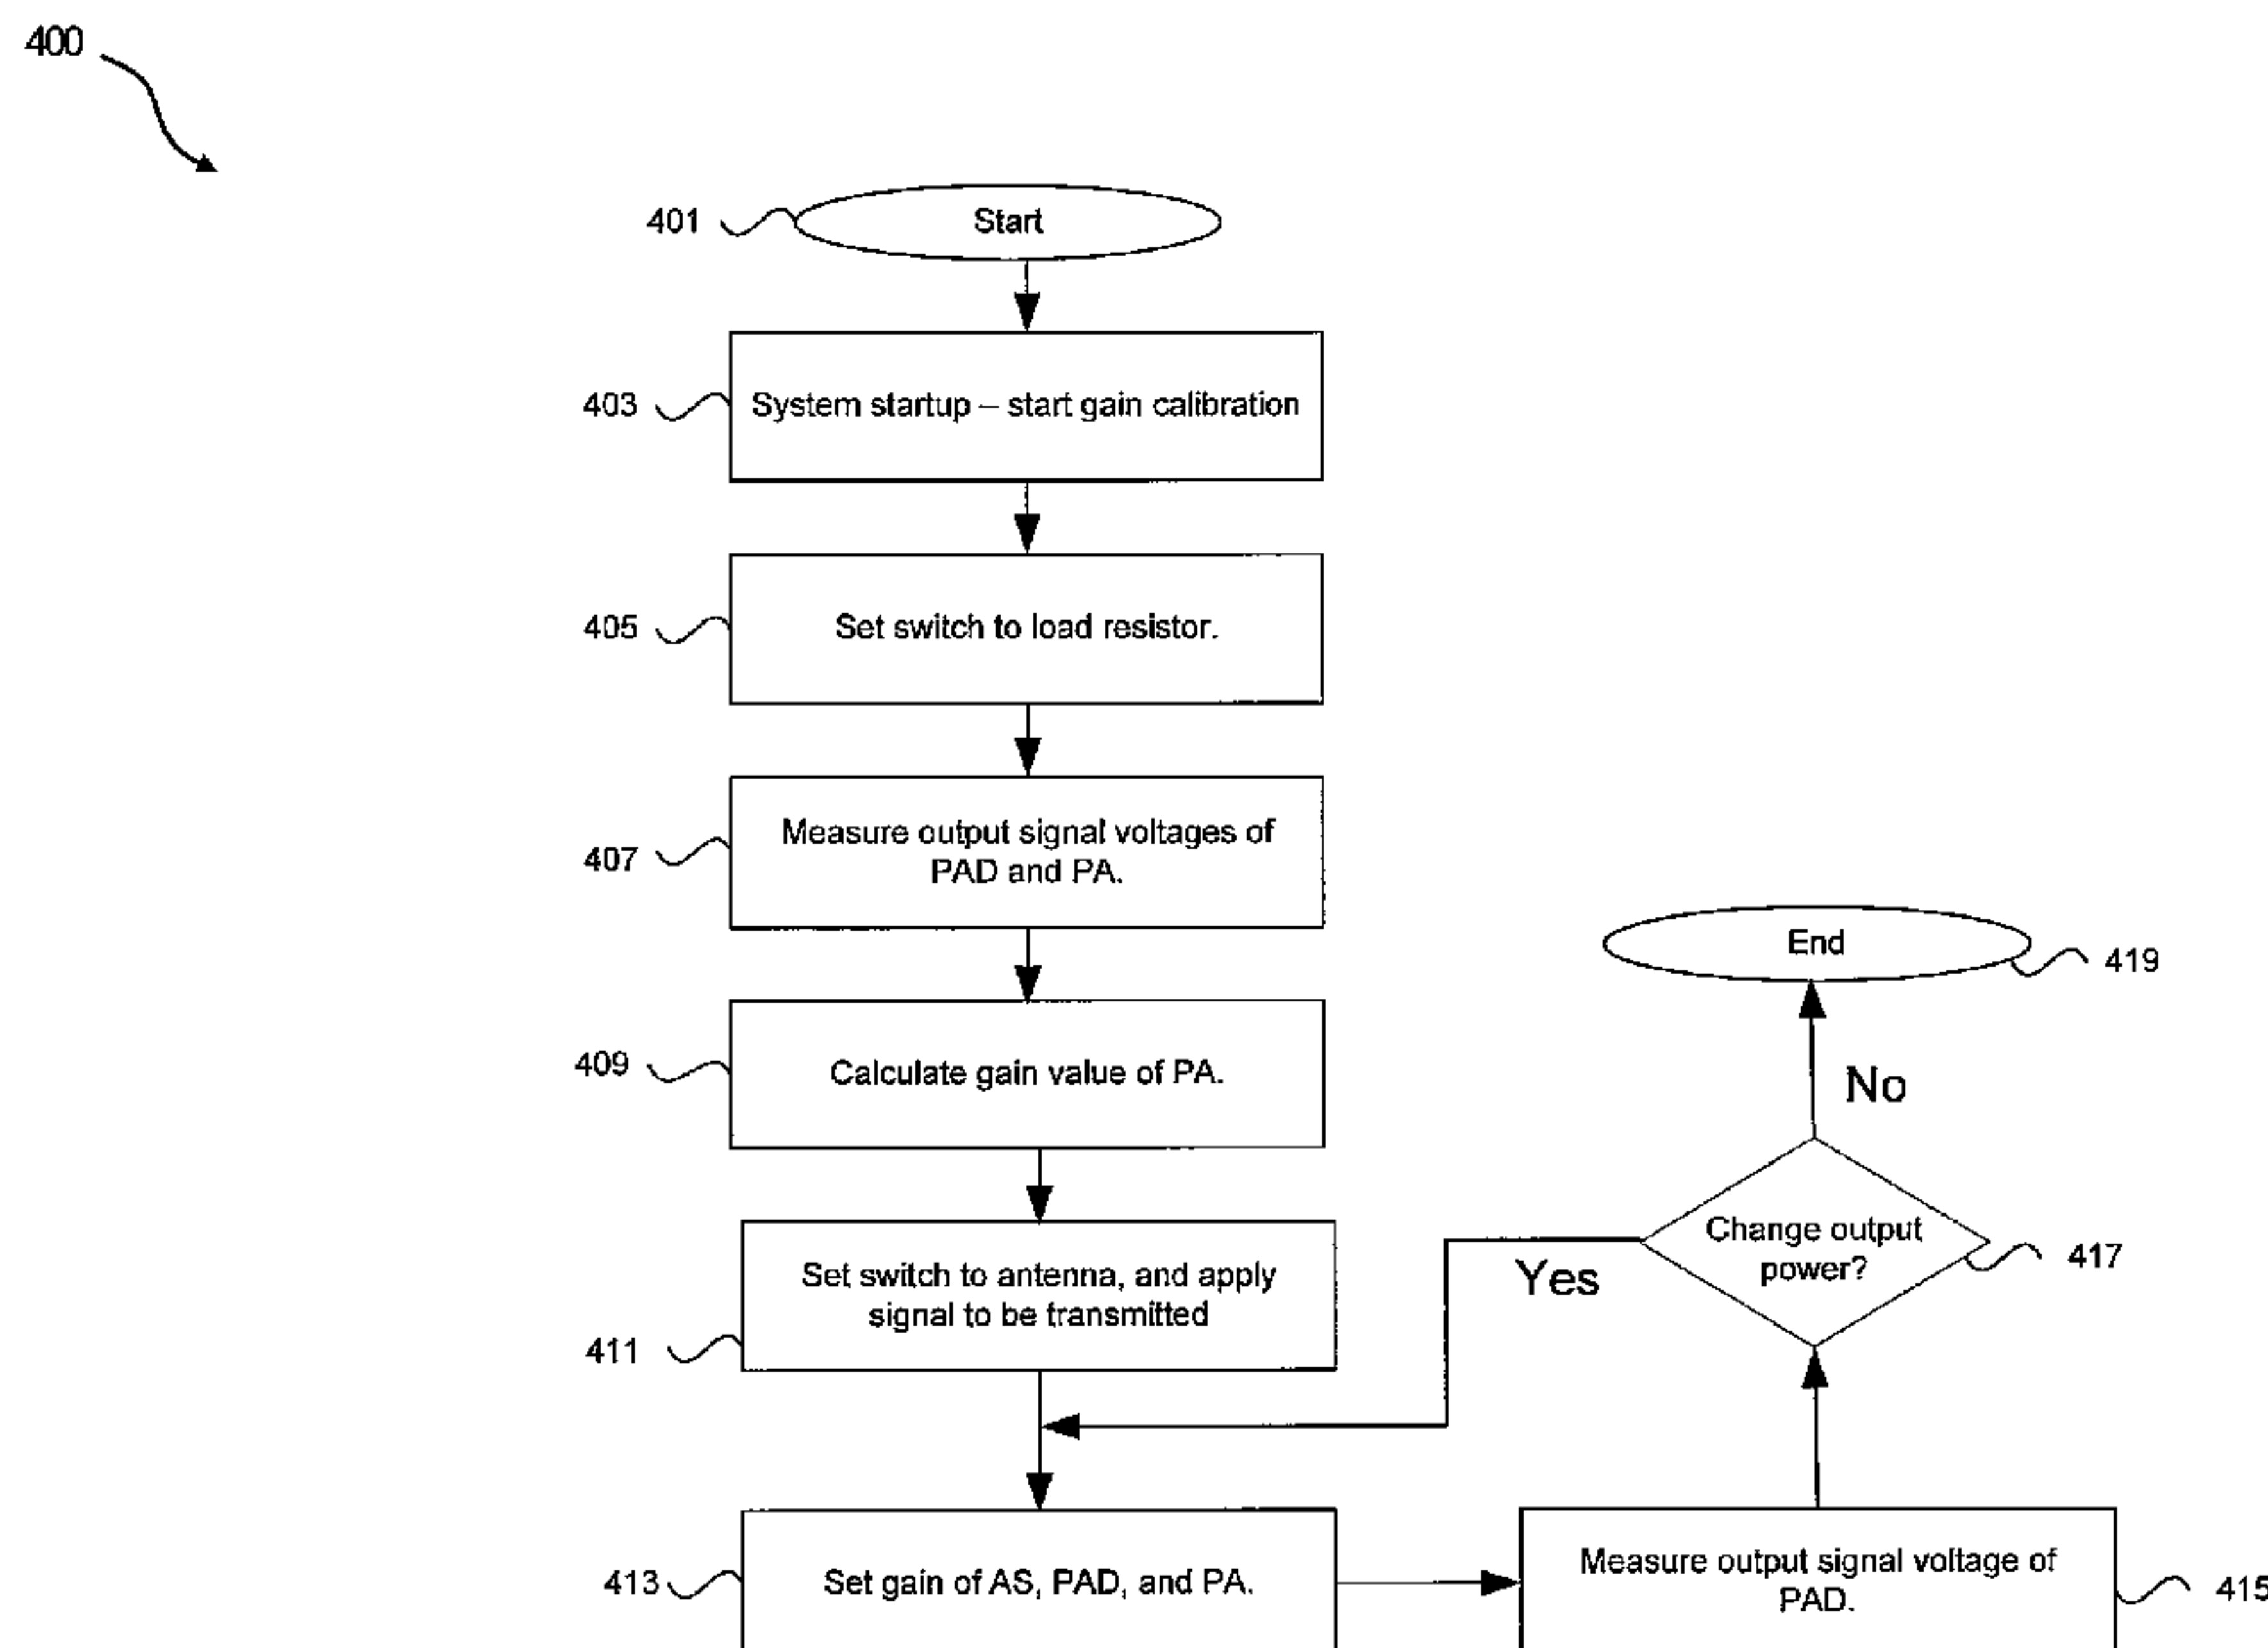 400
401
Start
403
System startup – start gain calibration
405
Set switch to load resistor.
407
Measure output signal voltages of
PAD and PA.
409
Calculate gain value of PA.
411
Set switch to antenna, and apply
signal to be transmitted
413
Set gain of AS, PAD, and PA.
Measure output signal voltage of
PAD.
415
Change output
power?
417
Yes
No
End
419